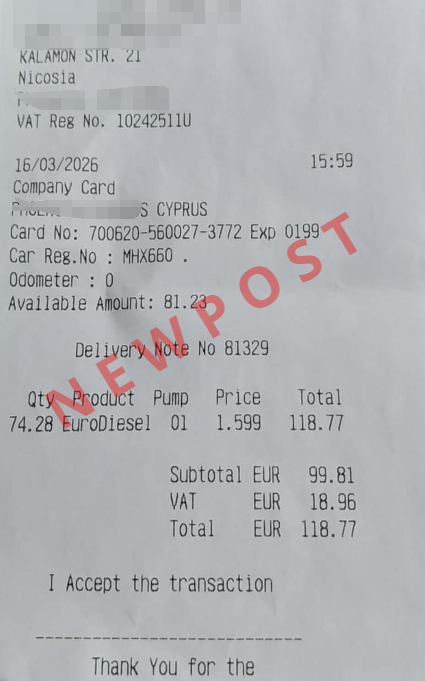 KALAMON STR. 21
Nicosia
VAT Reg No. 10242511U
16/03/2026 15:59
Company Card
S CYPRUS
Card No: 700620-560027-3772 Exp 0199
Car Reg.No : MHX660 .
Odometer : 0
Available Amount: 81.23
NEWPOST
Delivery Note No 81329
Qty Product Pump Price Total
74.28 EuroDiesel 01 1.599 118.77
Subtotal EUR 99.81
VAT EUR 18.96
Total EUR 118.77
I Accept the transaction
Thank You for the